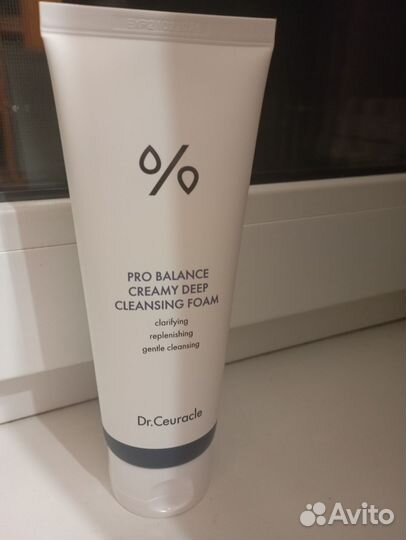 %
PRO BALANCE
CREAMY DEEP
CLEANSING FOAM
clarifying
replenishing
gentle cleansing
Dr.Ceuracle
Avito